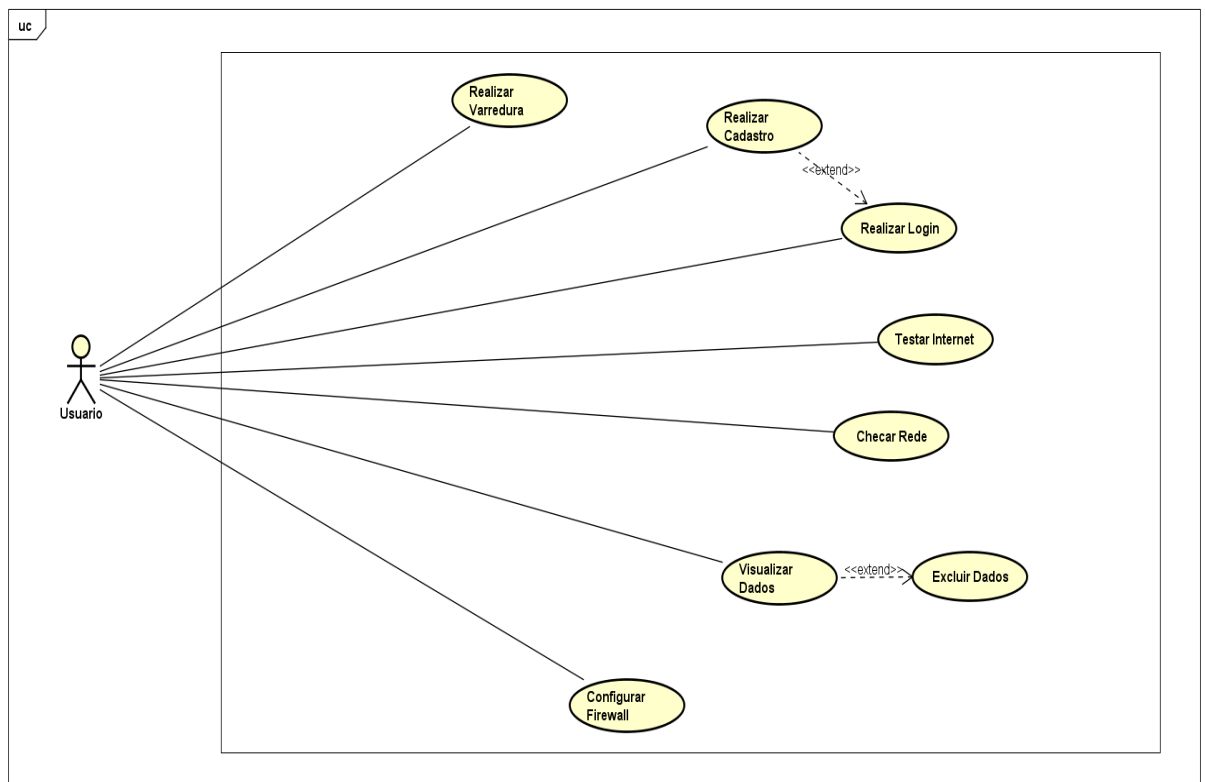 uc
Realizar
Varredura
Realizar
Cadastro
<<extend>>
Realizar Login
Testar Internet
Usuario
Checar Rede
Visualizar
Dados
<<extend>>
Excluir Dados
Configurar
Firewall